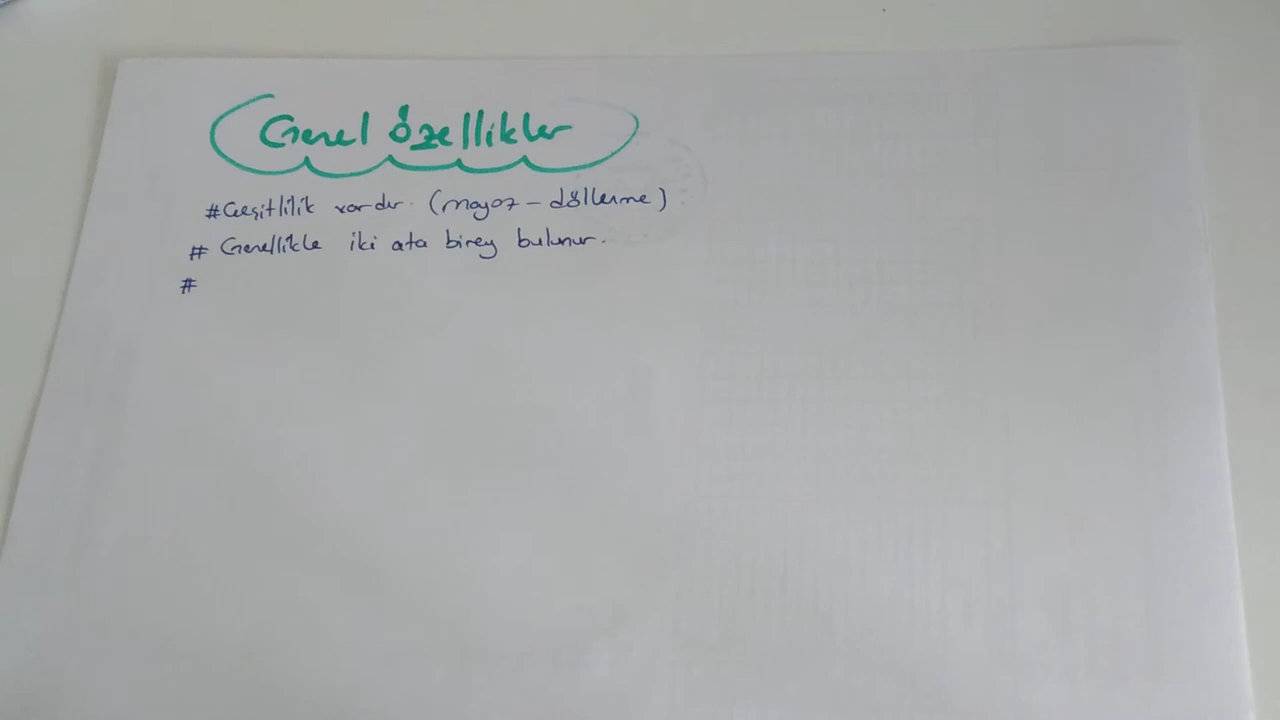 Genel özellikler
#Çeşitlilik vardır. (mayoz - döllenme)
# Genellikle iki ata birey bulunur.
#